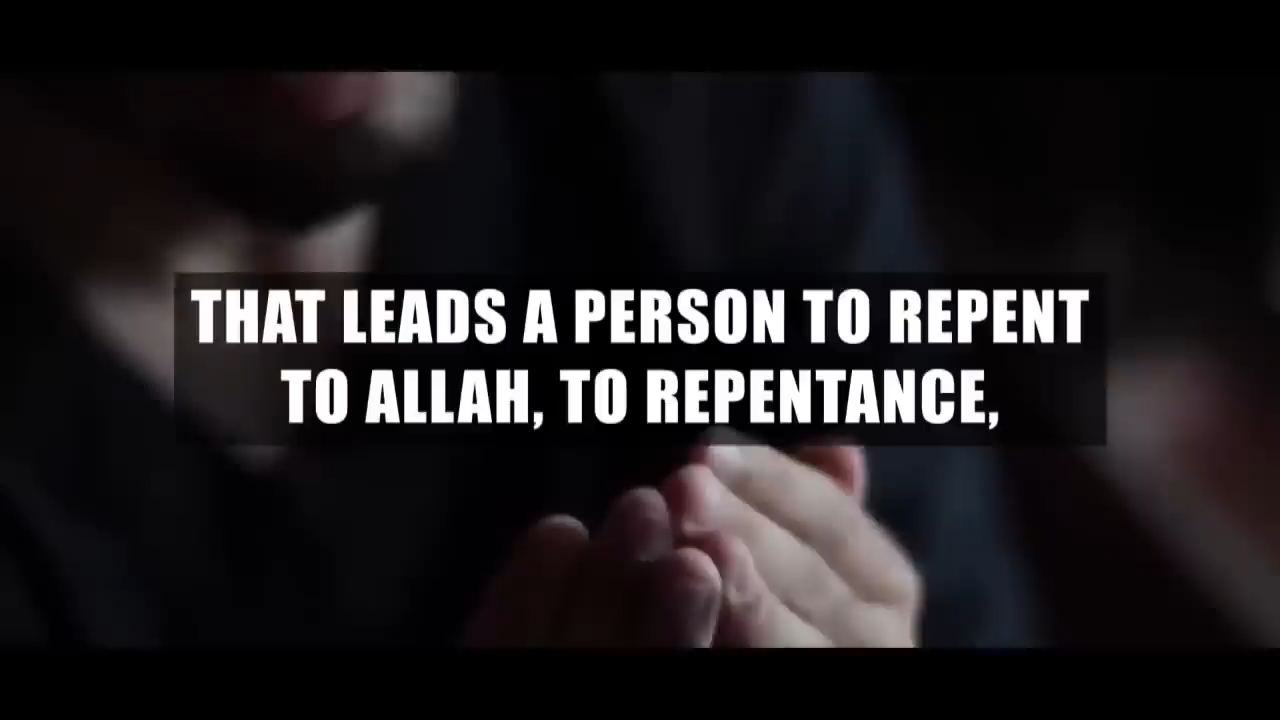 THAT LEADS A PERSON TO REPENT
TO ALLAH, TO REPENTANCE,